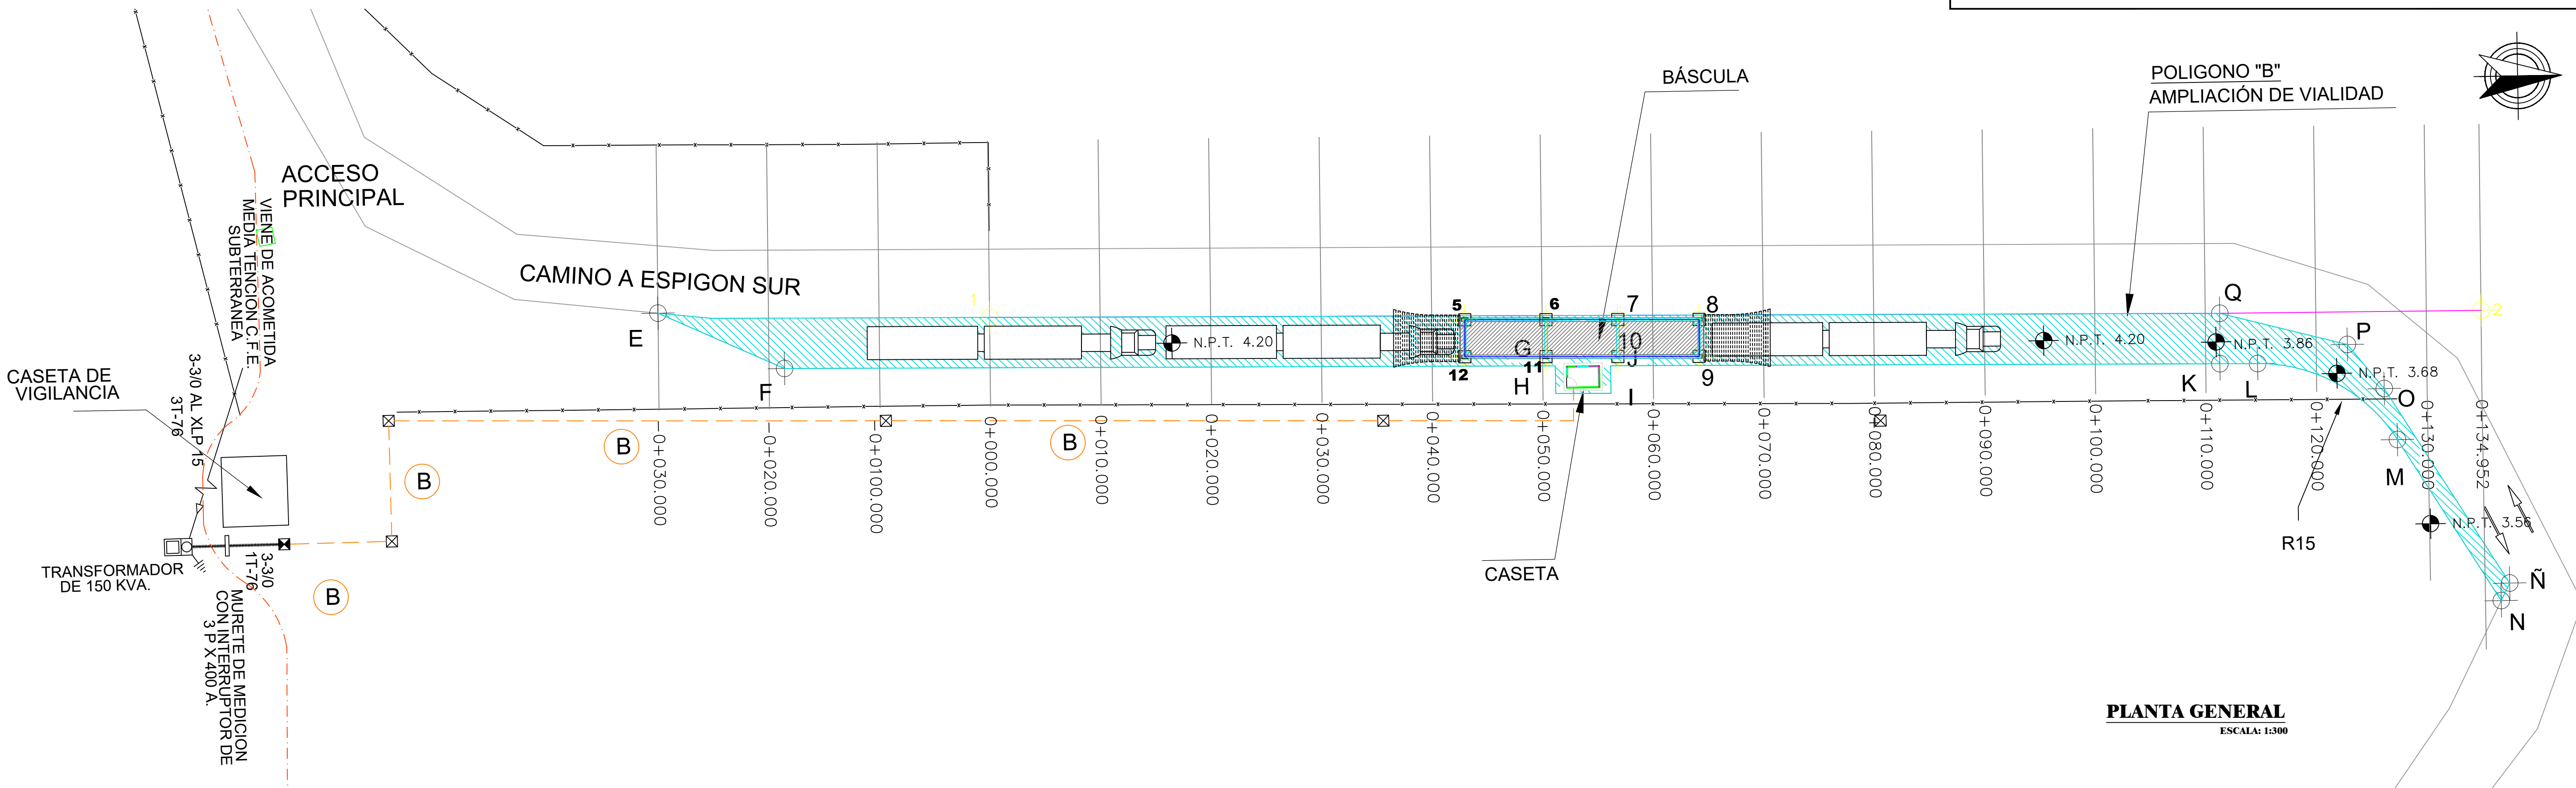 BÁSCULA
POLIGONO "B"
AMPLIACIÓN DE VIALIDAD
ACCESO
PRINCIPAL
VIENE DE ACOMETIDA
MEDIA TENCION C.F.E.
SUBTERRANEA
CAMINO A ESPIGON SUR
E
F
1
5
6
7
8
Q
2
P
N.P.T. 4.20
G
10
J
N.P.T. 4.20
N.P.T. 3.86
N.P.T. 3.68
12
11
H
I
9
K
L
O
M
CASETA DE
VIGILANCIA
3-3/0 AL XLP 15
3T-76
B
B
B
B
0+030.000
0+020.000
0+0100.000
0+000.000
0+010.000
0+020.000
0+030.000
0+040.000
0+050.000
0+060.000
0+070.000
0+080.000
0+090.000
0+100.000
0+110.000
0+120.000
0+130.000
0+134.952
N.P.T. 3.56
R15
CASETA
Ñ
N
TRANSFORMADOR
DE 150 KVA.
3-3/0
1T-76
MURETE DE MEDICION
CON INTERRUPTOR DE
3 P X 400 A.
PLANTA GENERAL
ESCALA: 1:300